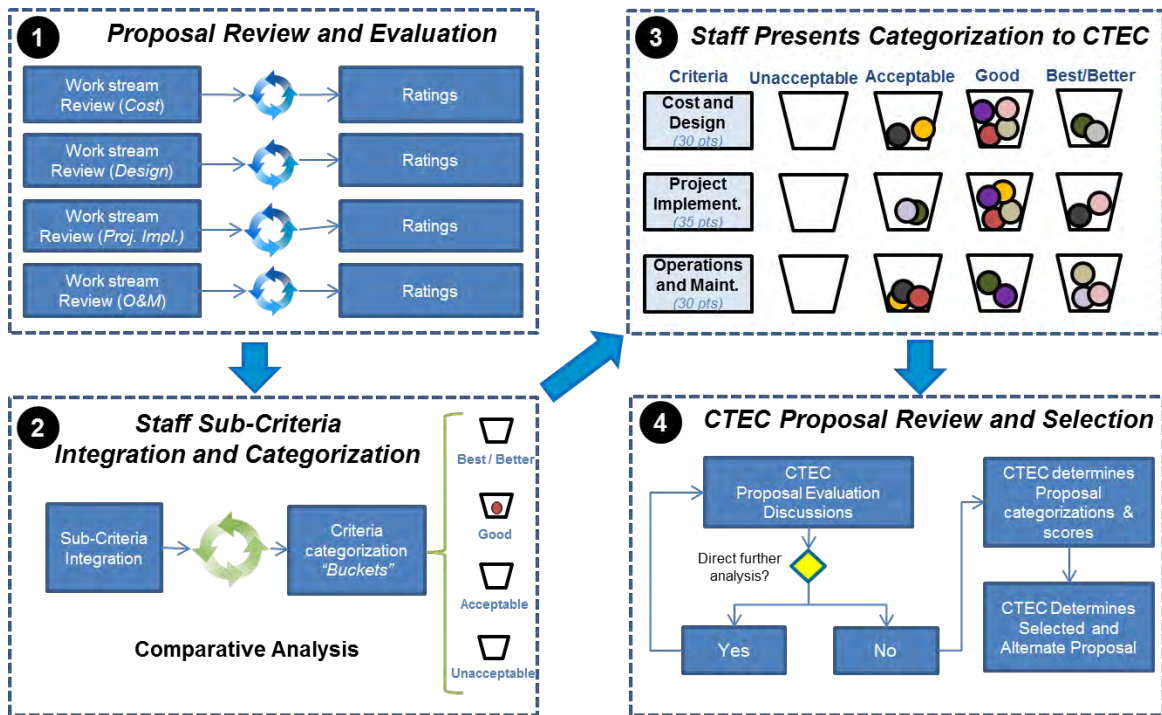 1
Proposal Review and Evaluation
Work stream
Review (Cost)
Ratings
Work stream
Review (Design)
Ratings
Work stream
Review (Proj. Impl.)
Ratings
Work stream
Review (O&M)
Ratings
2
Staff Sub-Criteria
Integration and Categorization
Sub-Criteria
Integration
Criteria
categorization
"Buckets"
Comparative Analysis
Best / Better
Good
Acceptable
Unacceptable
3
Staff Presents Categorization to CTEC
Criteria
Unacceptable
Acceptable
Good
Best/Better
Cost and
Design
(30 pts)
Project
Implement.
(35 pts)
Operations
and Maint.
(30 pts)
4
CTEC Proposal Review and Selection
CTEC
Proposal Evaluation
Discussions
Direct further
analysis?
Yes
No
CTEC determines
Proposal
categorizations &
scores
CTEC Determines
Selected and
Alternate Proposal